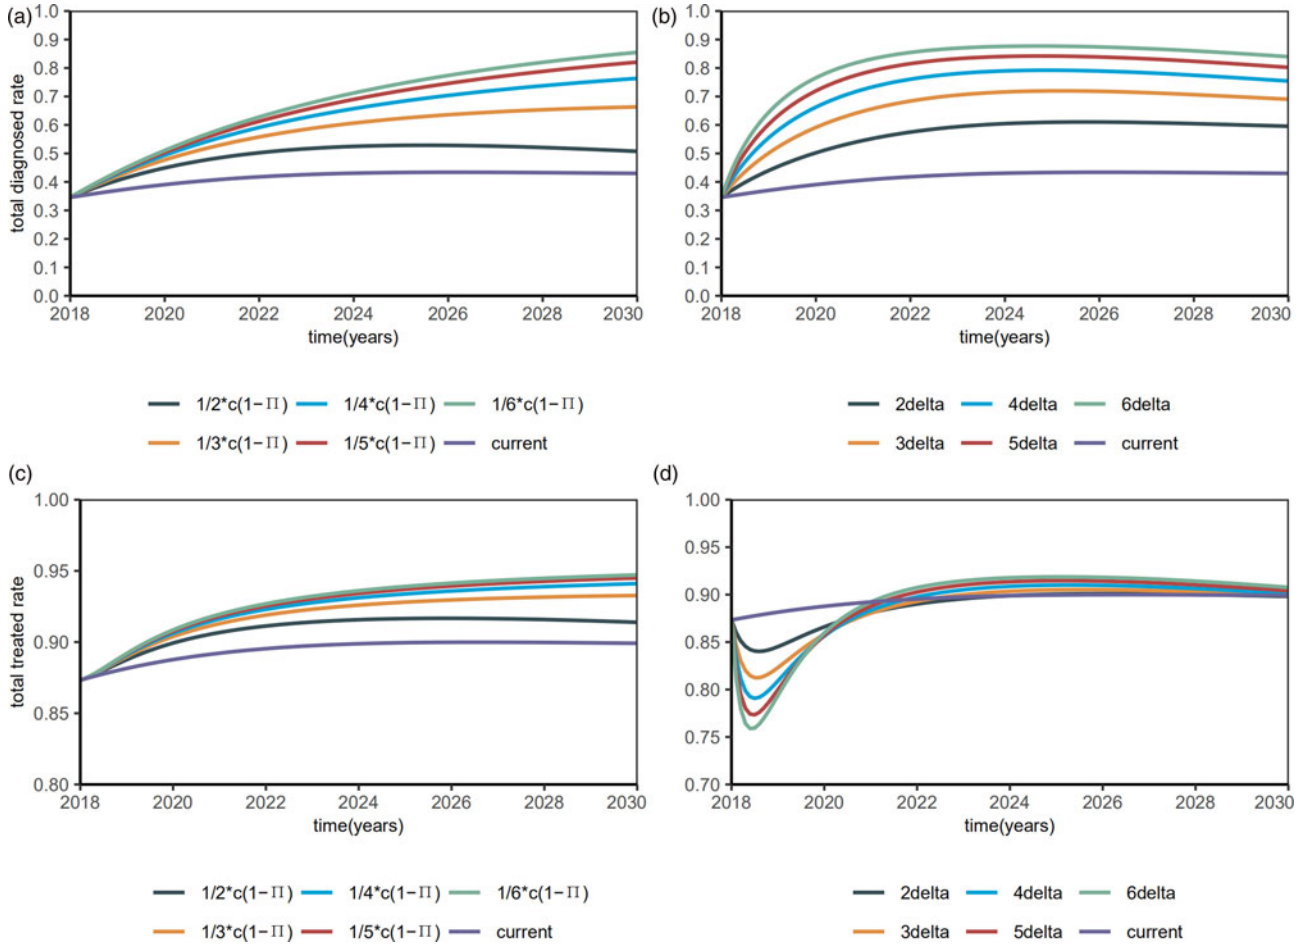 (a)
total diagnosed rate
1.0
0.9
0.8
0.7
0.6
0.5
0.4
0.3
0.2
0.1
0.0
2018 2020 2022 2024 2026 2028 2030
time(years)
1/2*c(1−Π) 1/4*c(1−Π) 1/6*c(1−Π)
1/3*c(1−Π) 1/5*c(1−Π) current
(b)
1.0
0.9
0.8
0.7
0.6
0.5
0.4
0.3
0.2
0.1
0.0
2018 2020 2022 2024 2026 2028 2030
time(years)
2delta 4delta 6delta
3delta 5delta current
(c)
total treated rate
1.00
0.95
0.90
0.85
0.80
2018 2020 2022 2024 2026 2028 2030
time(years)
1/2*c(1−Π) 1/4*c(1−Π) 1/6*c(1−Π)
1/3*c(1−Π) 1/5*c(1−Π) current
(d)
1.00
0.95
0.90
0.85
0.80
0.75
0.70
2018 2020 2022 2024 2026 2028 2030
time(years)
2delta 4delta 6delta
3delta 5delta current